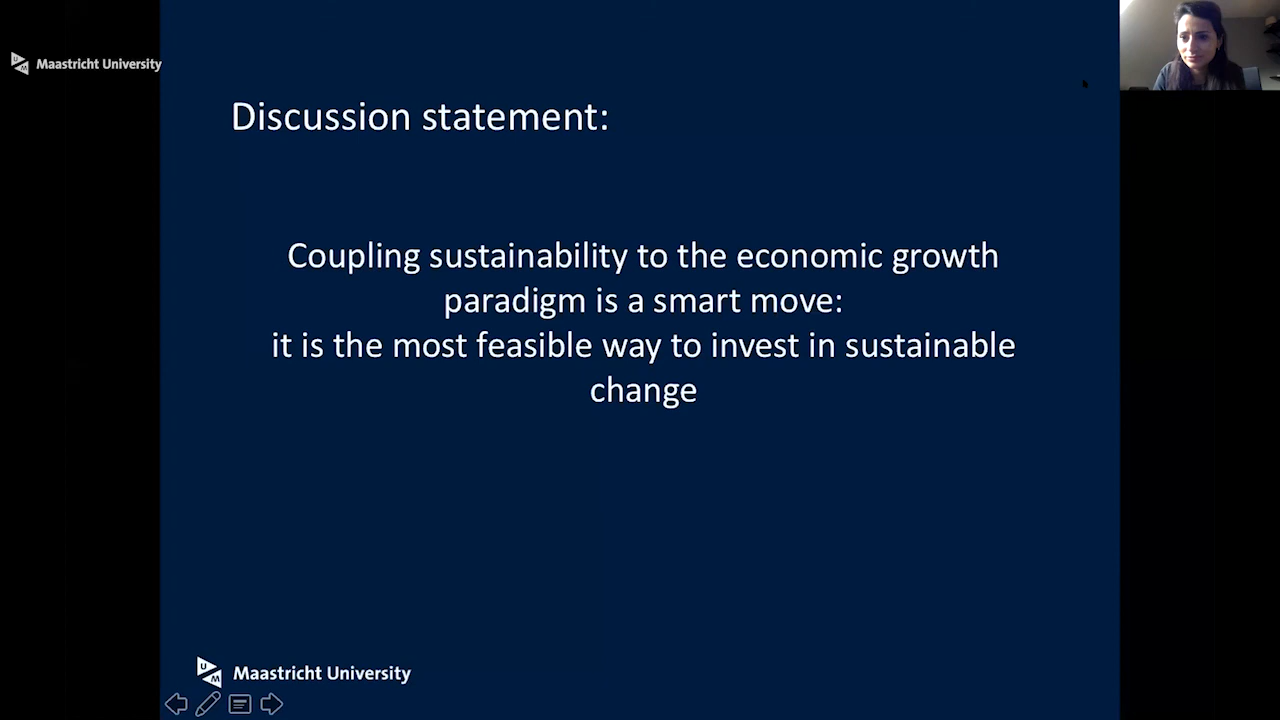 Maastricht University
Discussion statement:
Coupling sustainability to the economic growth
paradigm is a smart move:
it is the most feasible way to invest in sustainable
change
UM
Maastricht University